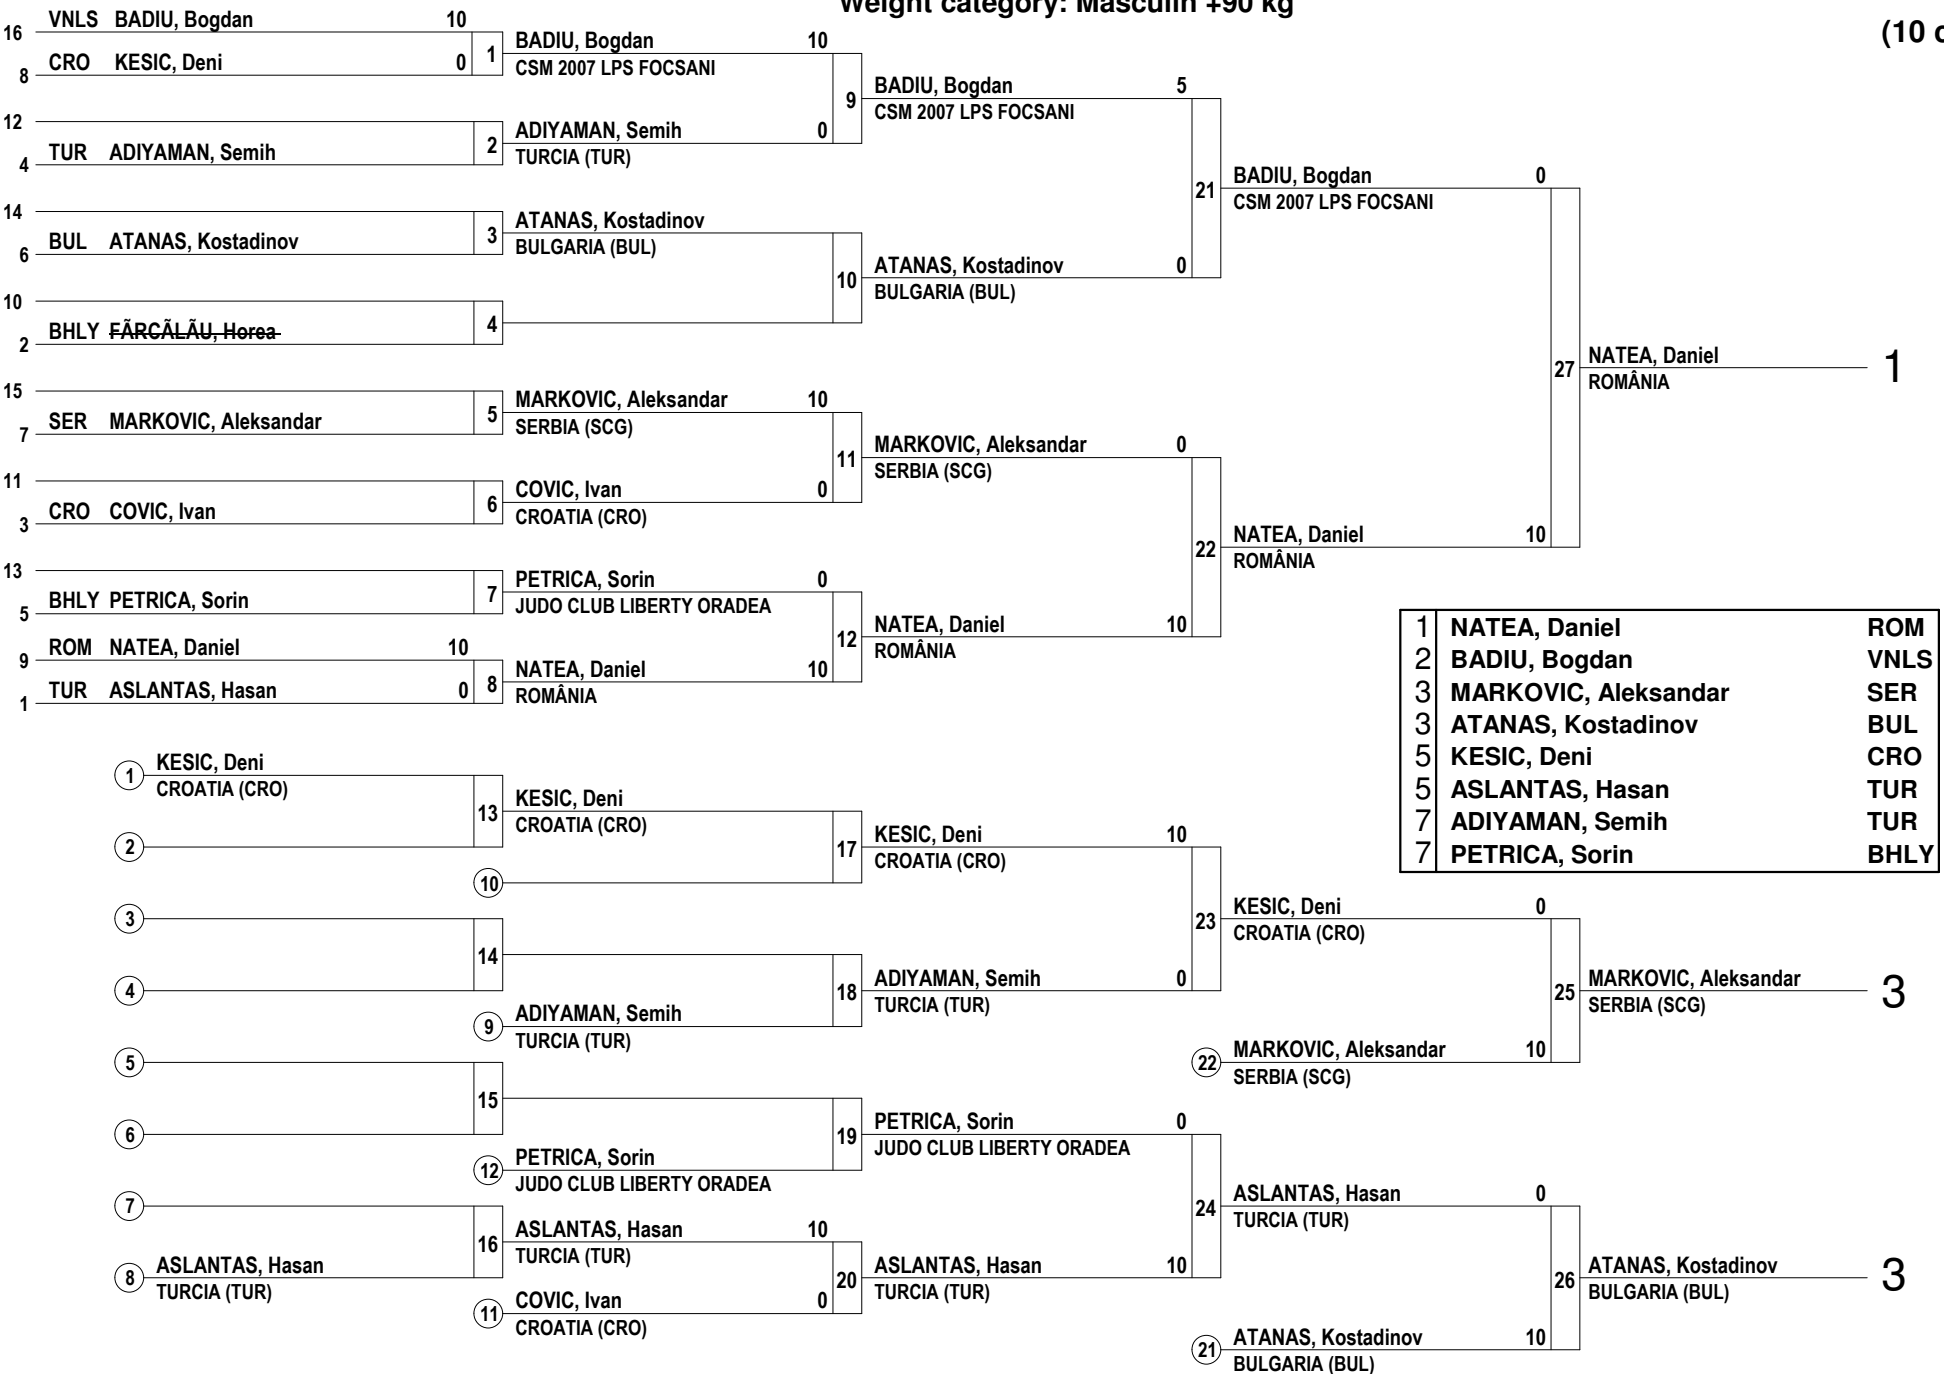 Weight category: Masculin +90 kg
(10 c
16 VNLS BADIU, Bogdan 10
8 CRO KESIC, Deni 0
1
BADIU, Bogdan 10
CSM 2007 LPS FOCSANI
12
4 TUR ADIYAMAN, Semih
2
ADIYAMAN, Semih 0
TURCIA (TUR)
9
BADIU, Bogdan 5
CSM 2007 LPS FOCSANI
14
6 BUL ATANAS, Kostadinov
3
ATANAS, Kostadinov
BULGARIA (BUL)
10
2 BHLY FÃRCÃLÃU, Horea
4
10
ATANAS, Kostadinov 0
BULGARIA (BUL)
21
BADIU, Bogdan 0
CSM 2007 LPS FOCSANI
15
7 SER MARKOVIC, Aleksandar
5
MARKOVIC, Aleksandar 10
SERBIA (SCG)
11
3 CRO COVIC, Ivan
6
COVIC, Ivan 0
CROATIA (CRO)
11
MARKOVIC, Aleksandar 0
SERBIA (SCG)
13
5 BHLY PETRICA, Sorin
7
PETRICA, Sorin 0
JUDO CLUB LIBERTY ORADEA
9 ROM NATEA, Daniel 10
1 TUR ASLANTAS, Hasan 0
8
NATEA, Daniel 10
ROMÂNIA
12
NATEA, Daniel 10
ROMÂNIA
22
NATEA, Daniel 10
ROMÂNIA
27
NATEA, Daniel 1
ROMÂNIA
1 NATEA, Daniel ROM
2 BADIU, Bogdan VNLS
3 MARKOVIC, Aleksandar SER
3 ATANAS, Kostadinov BUL
5 KESIC, Deni CRO
5 ASLANTAS, Hasan TUR
7 ADIYAMAN, Semih TUR
7 PETRICA, Sorin BHLY
1 KESIC, Deni
CROATIA (CRO)
2
13
KESIC, Deni
CROATIA (CRO)
10
17
KESIC, Deni 10
CROATIA (CRO)
3
4
14
9 ADIYAMAN, Semih
TURCIA (TUR)
18
ADIYAMAN, Semih 0
TURCIA (TUR)
23
KESIC, Deni 0
CROATIA (CRO)
22 MARKOVIC, Aleksandar 10
SERBIA (SCG)
25
MARKOVIC, Aleksandar 3
SERBIA (SCG)
5
6
15
12 PETRICA, Sorin
JUDO CLUB LIBERTY ORADEA
19
PETRICA, Sorin 0
JUDO CLUB LIBERTY ORADEA
7
8 ASLANTAS, Hasan
TURCIA (TUR)
16
ASLANTAS, Hasan 10
TURCIA (TUR)
11 COVIC, Ivan 0
CROATIA (CRO)
20
ASLANTAS, Hasan 10
TURCIA (TUR)
24
ASLANTAS, Hasan 0
TURCIA (TUR)
21 ATANAS, Kostadinov 10
BULGARIA (BUL)
26
ATANAS, Kostadinov 3
BULGARIA (BUL)